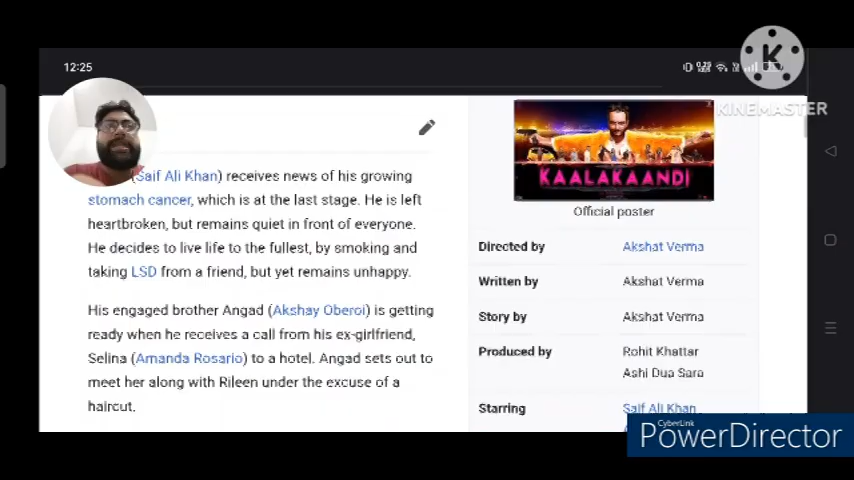 12:25
KINEMASTER
(Saif Ali Khan) receives news of his growing
stomach cancer, which is at the last stage. He is left
heartbroken, but remains quiet in front of everyone.
He decides to live life to the fullest, by smoking and
taking LSD from a friend, but yet remains unhappy.
His engaged brother Angad (Akshay Oberoi) is getting
ready when he receives a call from his ex-girlfriend,
Selina (Amanda Rosario) to a hotel. Angad sets out to
meet her along with Rileen under the excuse of a
haircut.
KAALAKAANDI
Official poster
Directed by Akshat Verma
Written by Akshat Verma
Story by Akshat Verma
Produced by Rohit Khattar
Ashi Dua Sara
Starring Saif Ali Khan
CyberLink
PowerDirector